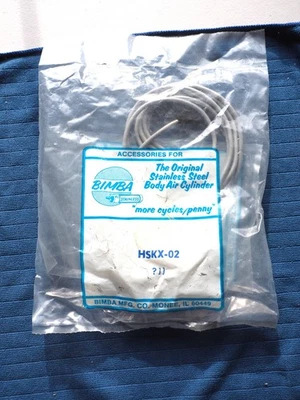 ACCESSORIES FOR
BIMBA
STAINLESS
The Original
Stainless Steel
Body Air Cylinder
"more cycles/penny"
HSKX-02
?))
BIMBA MFG. CO./MONEE, IL 60449